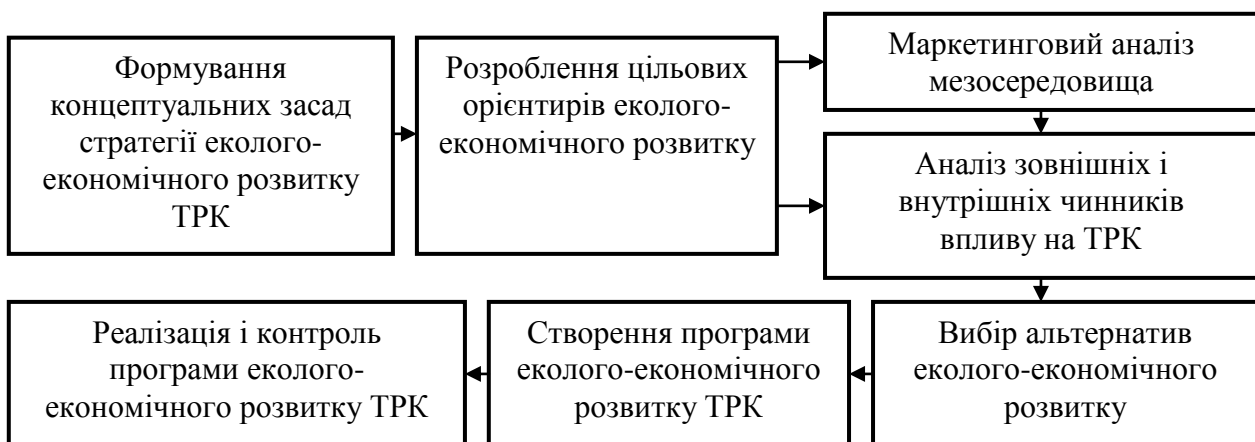 Формування
концептуальних засад
стратегії еколого-
економічного розвитку
ТРК
Розроблення цільових
орієнтирів еколого-
економічного розвитку
Маркетинговий аналіз
мезосередовища
Аналіз зовнішніх і
внутрішніх чинників
впливу на ТРК
Вибір альтернатив
еколого-економічного
розвитку
Створення програми
еколого-економічного
розвитку ТРК
Реалізація і контроль
програми еколого-
економічного розвитку ТРК